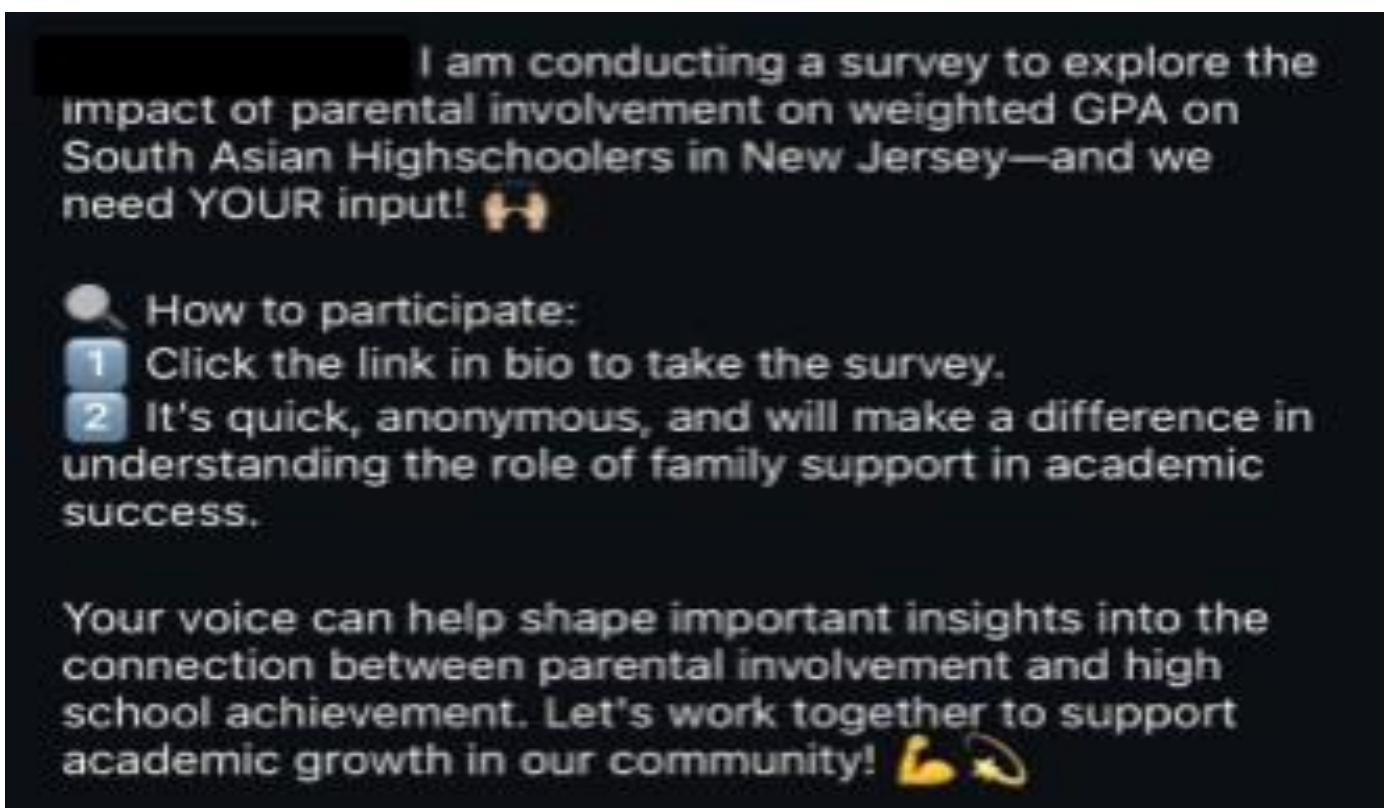 I am conducting a survey to explore the
impact of parental involvement on weighted GPA on
South Asian Highschoolers in New Jersey—and we
need YOUR input! 🙌🏼
🔍 How to participate:
1️⃣ Click the link in bio to take the survey.
2️⃣ It's quick, anonymous, and will make a difference in
understanding the role of family support in academic
success.
Your voice can help shape important insights into the
connection between parental involvement and high
school achievement. Let's work together to support
academic growth in our community! 💪💫